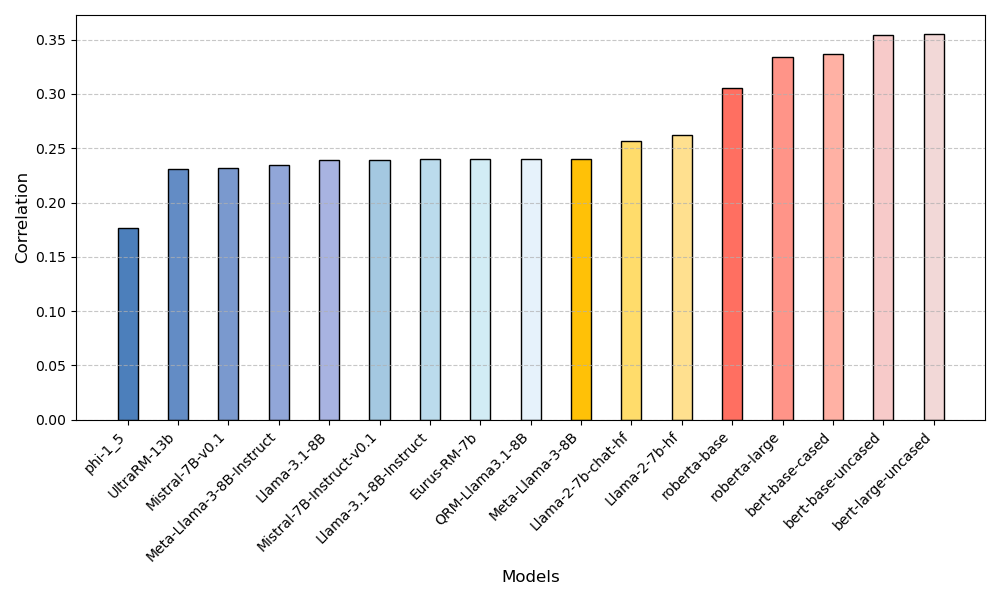 Correlation
0.35
0.30
0.25
0.20
0.15
0.10
0.05
0.00
phi-1_5
UltraRM-13b
Mistral-7B-v0.1
Meta-Llama-3-8B-Instruct
Llama-3.1-8B
Mistral-7B-Instruct-v0.1
Llama-3.1-8B-Instruct
Eurus-RM-7b
QRM-Llama3.1-8B
Meta-Llama-3-8B
Llama-2-7b-chat-hf
Llama-2-7b-hf
roberta-base
roberta-large
bert-base-cased
bert-base-uncased
bert-large-uncased
Models